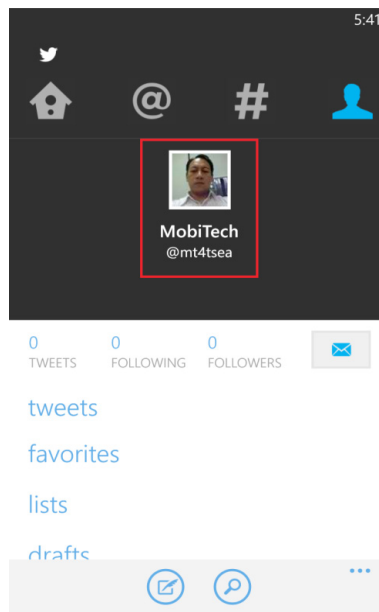 5:41
@ #
MobiTech
@mt4tsea
0 0 0
TWEETS FOLLOWING FOLLOWERS
tweets
favorites
lists
drafts
...